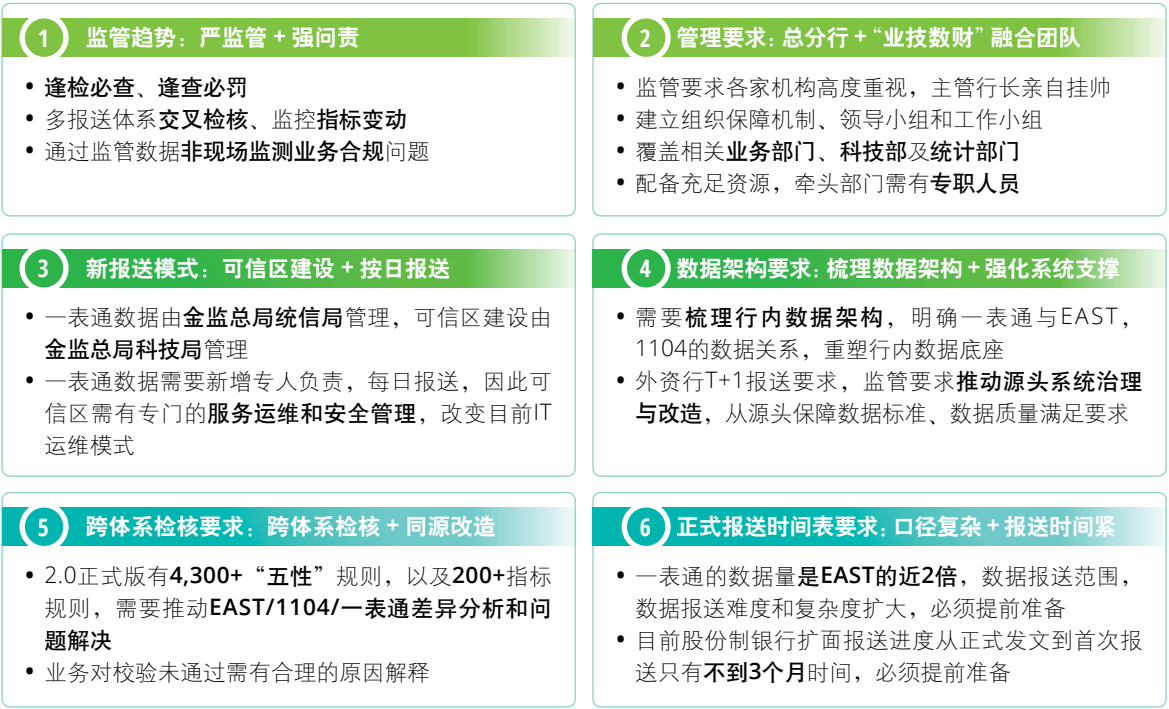 1 监管趋势：严监管 + 强问责
• 逢检必查、逢查必罚
• 多报送体系交叉检核、监控指标变动
• 通过监管数据非现场监测业务合规问题
2 管理要求：总分行 + “业技数财” 融合团队
• 监管要求各家机构高度重视，主管行长亲自挂帅
• 建立组织保障机制、领导小组和工作小组
• 覆盖相关业务部门、科技部及统计部门
• 配备充足资源，牵头部门需有专职人员
3 新报送模式：可信区建设 + 按日报送
• 一表通数据由金监总局统信局管理，可信区建设由
金监总局科技局管理
• 一表通数据需要新增专人负责，每日报送，因此可
信区需有专门的服务运维和安全管理，改变目前IT
运维模式
4 数据架构要求：梳理数据架构 + 强化系统支撑
• 需要梳理行内数据架构，明确一表通与EAST，
1104的数据关系，重塑行内数据底座
• 外资行T+1报送要求，监管要求推动源头系统治理
与改造，从源头保障数据标准、数据质量满足要求
5 跨体系检核要求：跨体系检核 + 同源改造
• 2.0正式版有4,300+“五性”规则，以及200+指标
规则，需要推动EAST/1104/一表通差异分析和问
题解决
• 业务对校验未通过需有合理的原因解释
6 正式报送时间表要求：口径复杂 + 报送时间紧
• 一表通的数据量是EAST的近2倍，数据报送范围，
数据报送难度和复杂度扩大，必须提前准备
• 目前股份制银行扩面报送进度从正式发文到首次报
送只有不到3个月时间，必须提前准备